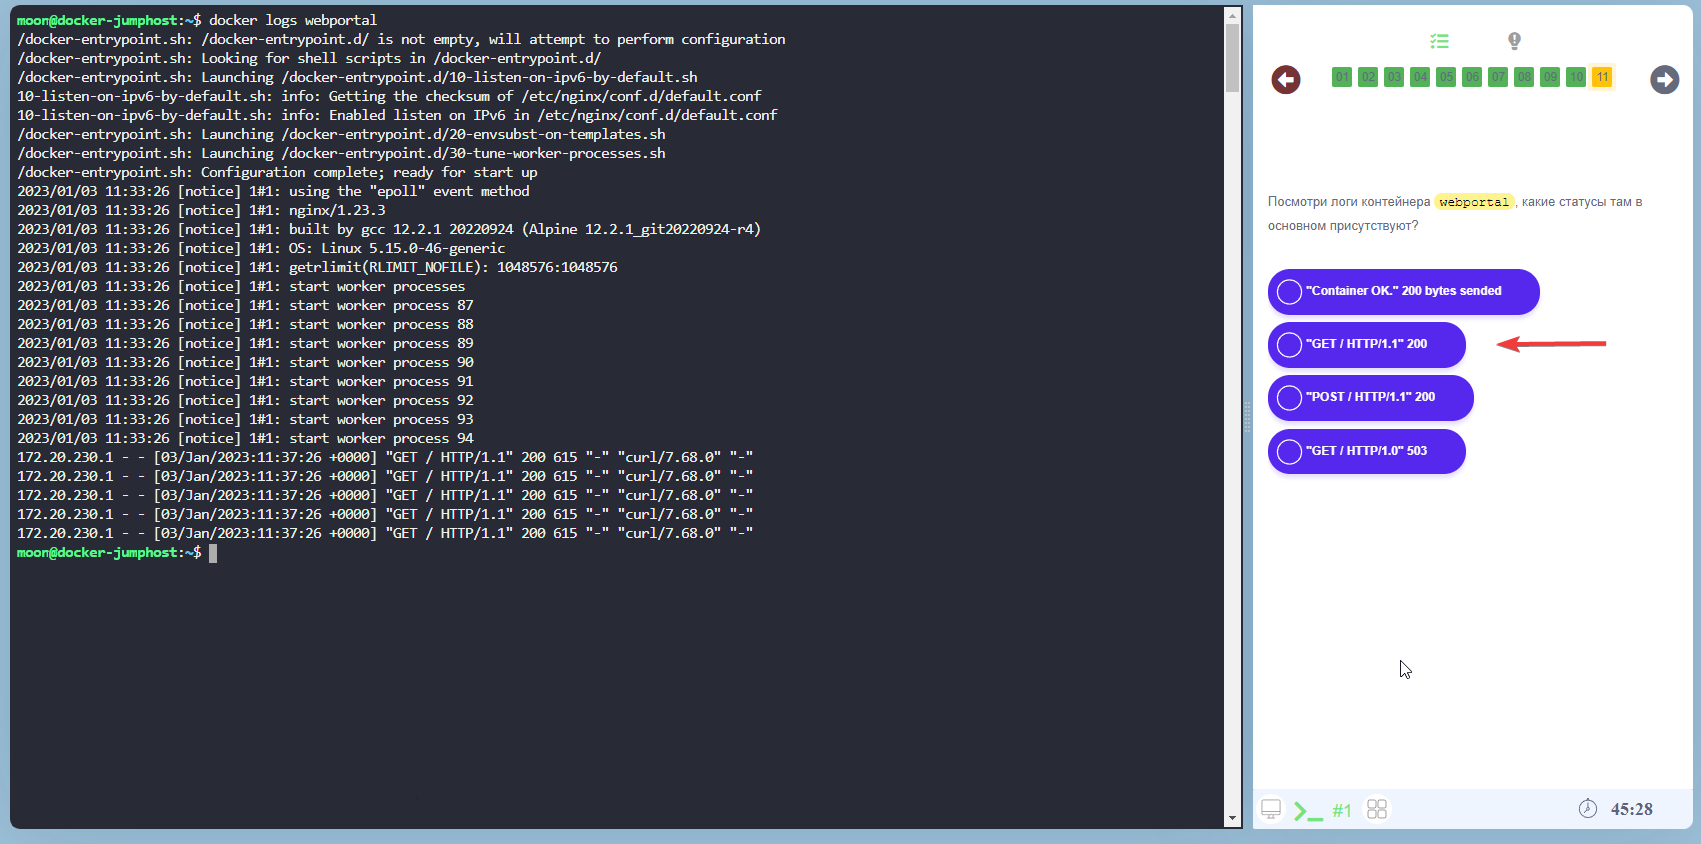 moon@docker-jumphost:~$ docker logs webportal
/docker-entrypoint.sh: /docker-entrypoint.d/ is not empty, will attempt to perform configuration
/docker-entrypoint.sh: Looking for shell scripts in /docker-entrypoint.d/
/docker-entrypoint.sh: Launching /docker-entrypoint.d/10-listen-on-ipv6-by-default.sh
10-listen-on-ipv6-by-default.sh: info: Getting the checksum of /etc/nginx/conf.d/default.conf
10-listen-on-ipv6-by-default.sh: info: Enabled listen on IPv6 in /etc/nginx/conf.d/default.conf
/docker-entrypoint.sh: Launching /docker-entrypoint.d/20-envsubst-on-templates.sh
/docker-entrypoint.sh: Launching /docker-entrypoint.d/30-tune-worker-processes.sh
/docker-entrypoint.sh: Configuration complete; ready for start up
2023/01/03 11:33:26 [notice] 1#1: using the "epoll" event method
2023/01/03 11:33:26 [notice] 1#1: nginx/1.23.3
2023/01/03 11:33:26 [notice] 1#1: built by gcc 12.2.1 20220924 (Alpine 12.2.1_git20220924-r4)
2023/01/03 11:33:26 [notice] 1#1: OS: Linux 5.15.0-46-generic
2023/01/03 11:33:26 [notice] 1#1: getrlimit(RLIMIT_NOFILE): 1048576:1048576
2023/01/03 11:33:26 [notice] 1#1: start worker processes
2023/01/03 11:33:26 [notice] 1#1: start worker process 87
2023/01/03 11:33:26 [notice] 1#1: start worker process 88
2023/01/03 11:33:26 [notice] 1#1: start worker process 89
2023/01/03 11:33:26 [notice] 1#1: start worker process 90
2023/01/03 11:33:26 [notice] 1#1: start worker process 91
2023/01/03 11:33:26 [notice] 1#1: start worker process 92
2023/01/03 11:33:26 [notice] 1#1: start worker process 93
2023/01/03 11:33:26 [notice] 1#1: start worker process 94
172.20.230.1 - - [03/Jan/2023:11:37:26 +0000] "GET / HTTP/1.1" 200 615 "-" "curl/7.68.0" "-"
172.20.230.1 - - [03/Jan/2023:11:37:26 +0000] "GET / HTTP/1.1" 200 615 "-" "curl/7.68.0" "-"
172.20.230.1 - - [03/Jan/2023:11:37:26 +0000] "GET / HTTP/1.1" 200 615 "-" "curl/7.68.0" "-"
172.20.230.1 - - [03/Jan/2023:11:37:26 +0000] "GET / HTTP/1.1" 200 615 "-" "curl/7.68.0" "-"
172.20.230.1 - - [03/Jan/2023:11:37:26 +0000] "GET / HTTP/1.1" 200 615 "-" "curl/7.68.0" "-"
moon@docker-jumphost:~$
01 02 03 04 05 06 07 08 09 10 11
Посмотри логи контейнера webportal, какие статусы там в
основном присутствуют?
"Container OK." 200 bytes sended
"GET / HTTP/1.1" 200
"POST / HTTP/1.1" 200
"GET / HTTP/1.0" 503
#1
45:28